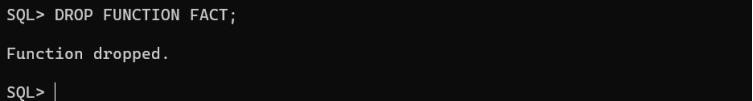 SQL> DROP FUNCTION FACT;
Function dropped.
SQL>